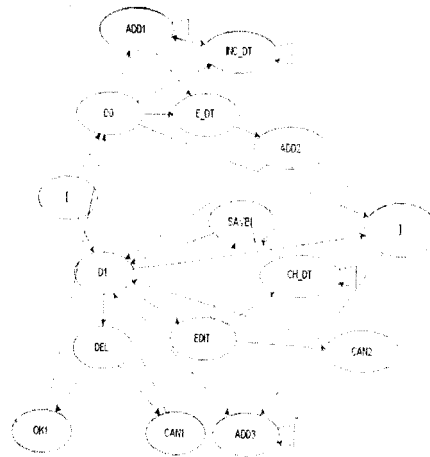 ADD1
INC_DT
D0
E_DT
ADD2
[
SAVE1
]
D1
CH_DT
DEL
EDIT
CAN2
OK1
CAN1
ADD3